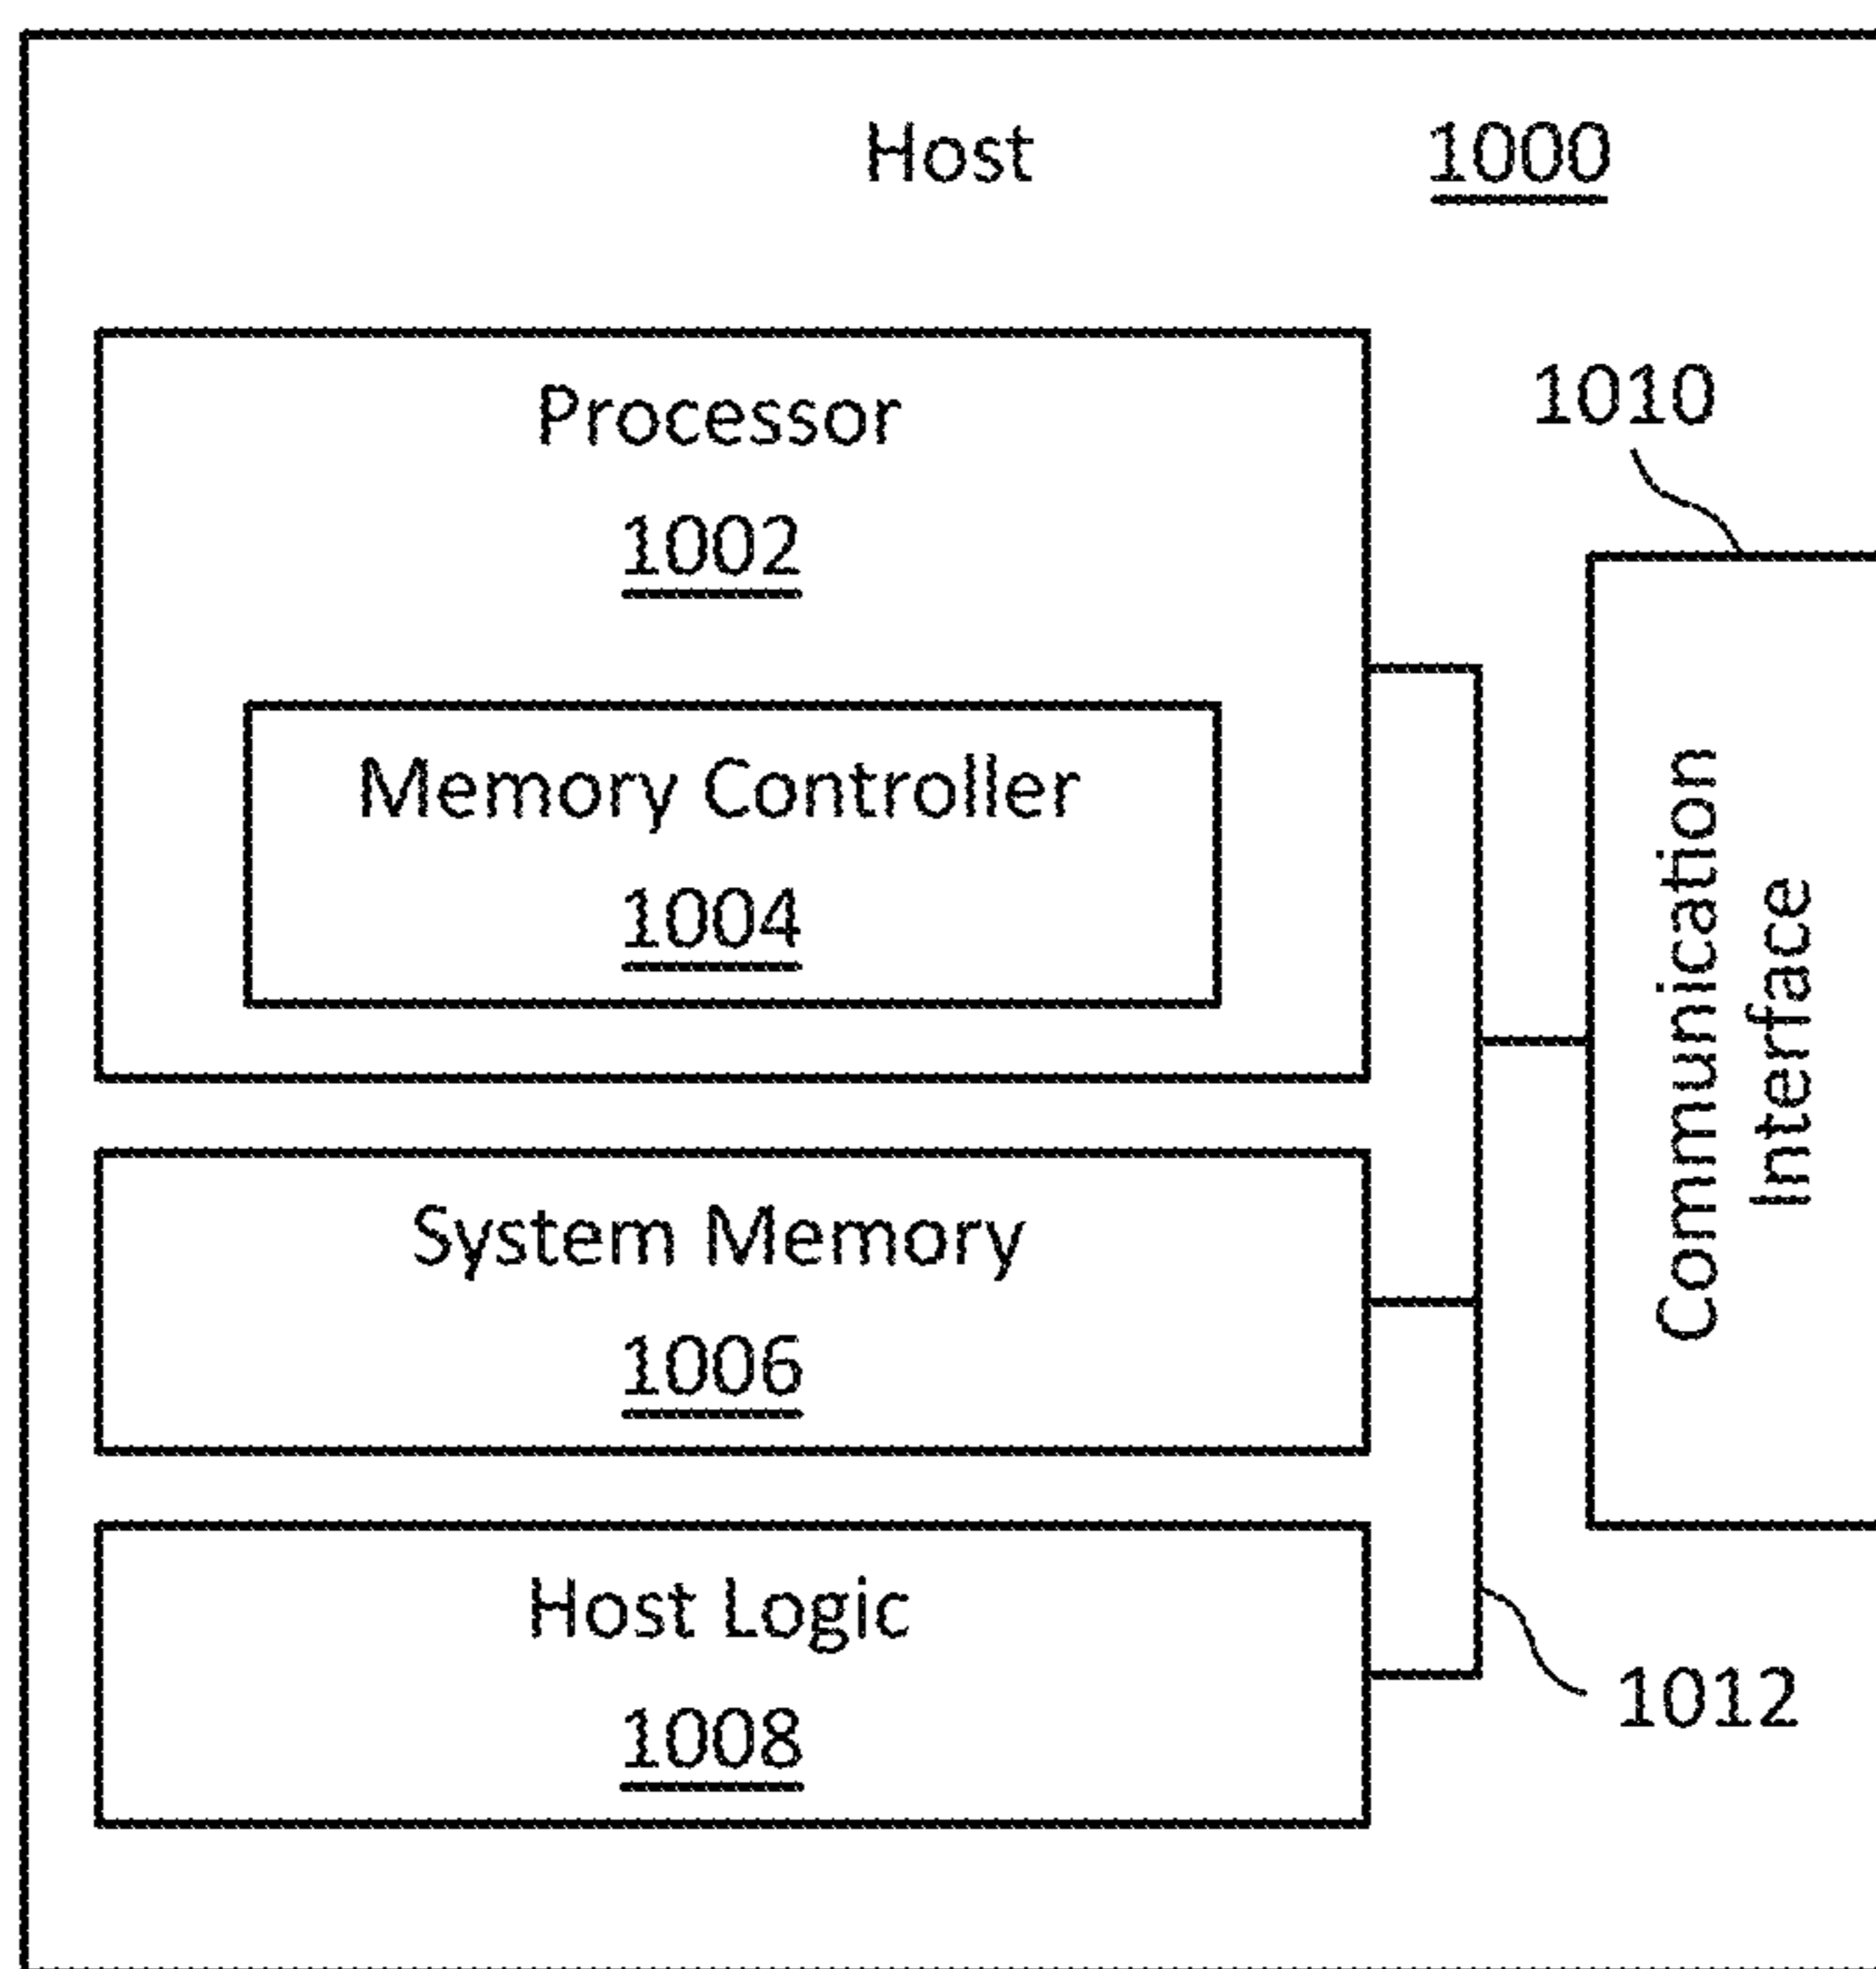 Host 1000
Processor
1002
1010
Memory Controller
1004
Communication
Interface
System Memory
1006
Host Logic
1008
1012